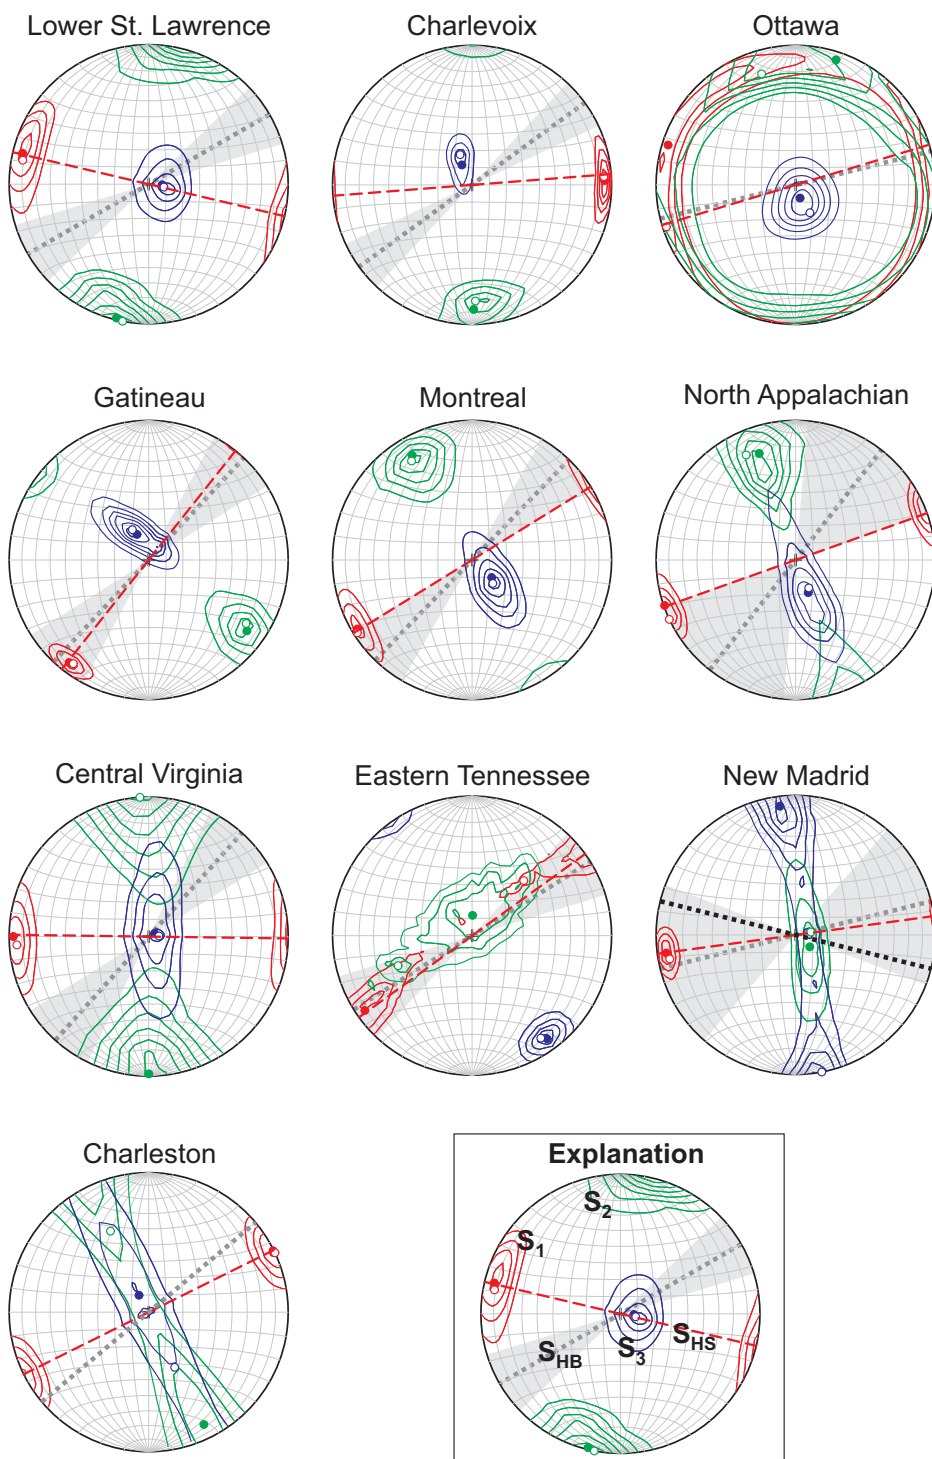 Lower St. Lawrence
Charlevoix
Ottawa
Gatineau
Montreal
North Appalachian
Central Virginia
Eastern Tennessee
New Madrid
Charleston
Explanation
S2
S1
SHB
S3
SHS